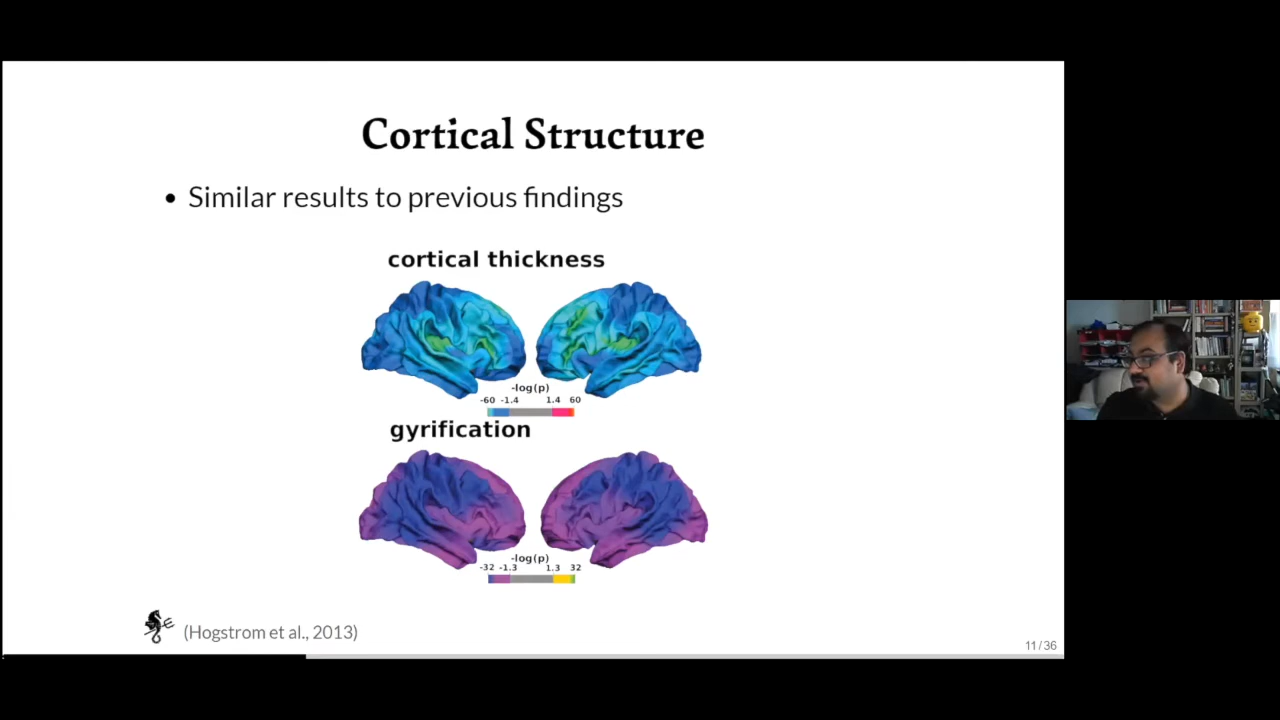 Cortical Structure
• Similar results to previous findings
cortical thickness
-log(p)
-60 -1.4 1.4 60
gyrification
-log(p)
-32 -1.3 1.3 32
(Hogstrom et al., 2013)
11 / 36